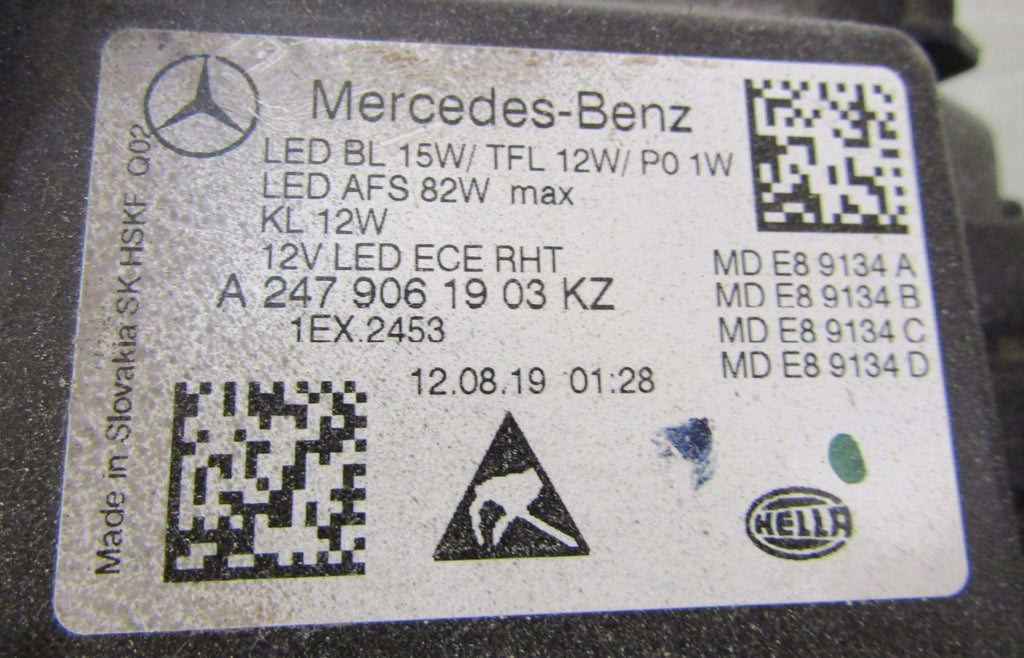 Mercedes-Benz
LED BL 15W/ TFL 12W/ PO 1W
LED AFS 82W max
KL 12W
12V LED ECE RHT
A 247 906 19 03 KZ
1EX.2453
12.08.19 01:28
MD E8 9134 A
MD E8 9134 B
MD E8 9134 C
MD E8 9134 D
HELLA
Made in Slovakia SK HSKF Q02